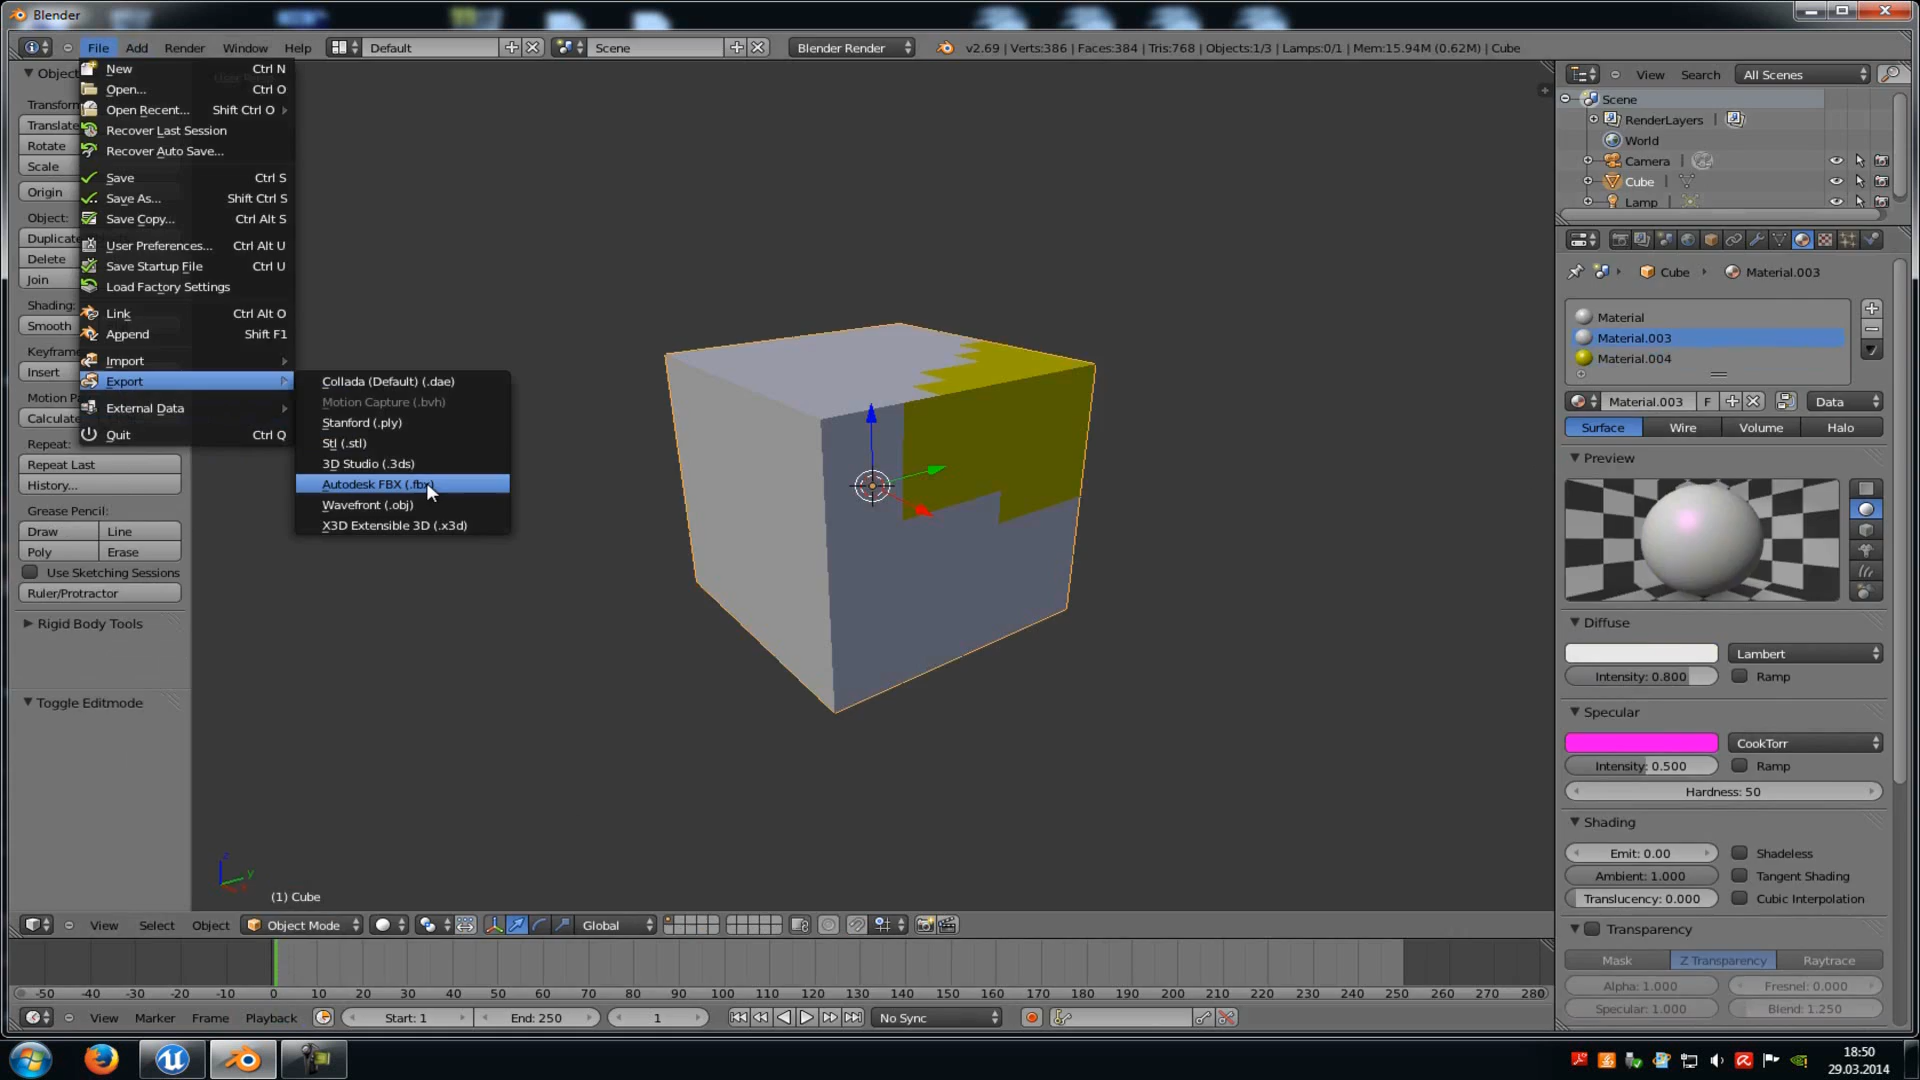 Blender
File Add Render Window Help Default Scene Blender Render v2.69 | Verts:386 | Faces:384 | Tris:768 | Objects:1/3 | Lamps:0/1 | Mem:15.94M (0.62M) | Cube
New Ctrl N
Open... Ctrl O
Open Recent... Shift Ctrl O
Recover Last Session
Recover Auto Save...
Save Ctrl S
Save As... Shift Ctrl S
Save Copy... Ctrl Alt S
User Preferences... Ctrl Alt U
Save Startup File Ctrl U
Load Factory Settings
Link Ctrl Alt O
Append Shift F1
Import
Export
External Data
Quit Ctrl Q
Collada (Default) (.dae)
Motion Capture (.bvh)
Stanford (.ply)
Stl (.stl)
3D Studio (.3ds)
Autodesk FBX (.fbx)
Wavefront (.obj)
X3D Extensible 3D (.x3d)
Object
Transform
Translate
Rotate
Scale
Origin
Object:
Duplicate
Delete
Join
Shading:
Smooth
Keyframe
Insert
Motion Pa
Calculate
Repeat:
Repeat Last
History...
Grease Pencil:
Draw Line
Poly Erase
Use Sketching Sessions
Ruler/Protractor
Rigid Body Tools
Toggle Editmode
z
y
x
(1) Cube
View Search All Scenes
Scene
RenderLayers
World
Camera
Cube
Lamp
Cube Material.003
Material
Material.003
Material.004
Material.003 F Data
Surface Wire Volume Halo
Preview
Diffuse
Lambert
Intensity: 0.800 Ramp
Specular
CookTorr
Intensity: 0.500 Ramp
Hardness: 50
Shading
Emit: 0.00 Shadeless
Ambient: 1.000 Tangent Shading
Translucency: 0.000 Cubic Interpolation
Transparency
Mask Z Transparency Raytrace
Alpha: 1.000 Fresnel: 0.000
Specular: 1.000 Blend: 1.250
View Select Object Object Mode Global
-50 -40 -30 -20 -10 0 10 20 30 40 50 60 70 80 90 100 110 120 130 140 150 160 170 180 190 200 210 220 230 240 250 260 270 280
View Marker Frame Playback Start: 1 End: 250 1 No Sync
18:50
29.03.2014